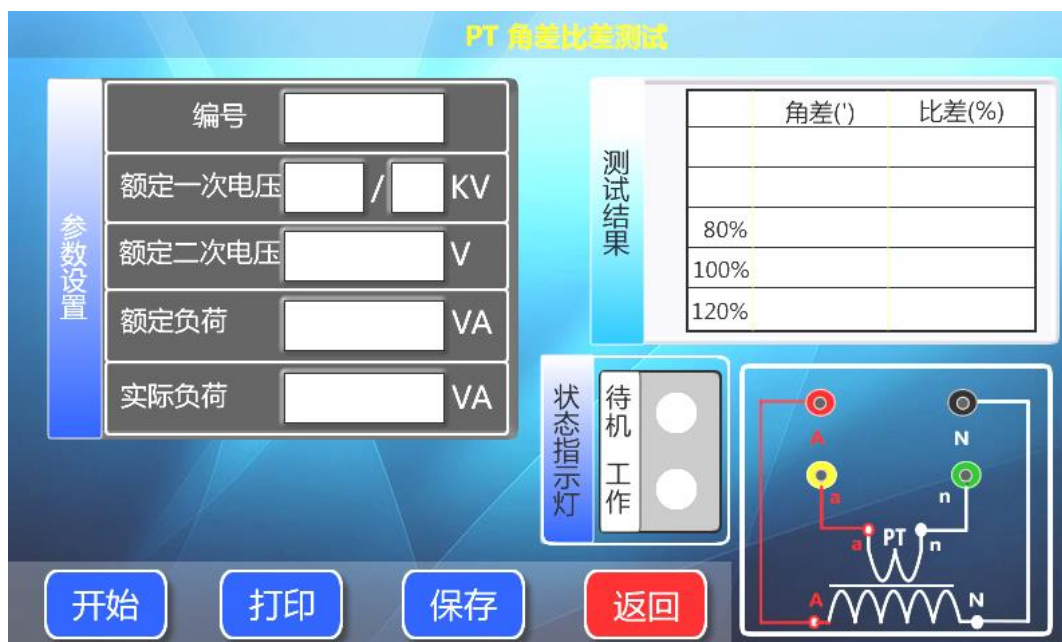 PT 角差比差测试
参数设置
编号
额定一次电压 / KV
额定二次电压 V
额定负荷 VA
实际负荷 VA
测试结果
角差(') 比差(%)
80%
100%
120%
状态指示灯
待机
工作
A N
a n
a PT n
A N
开始 打印 保存 返回